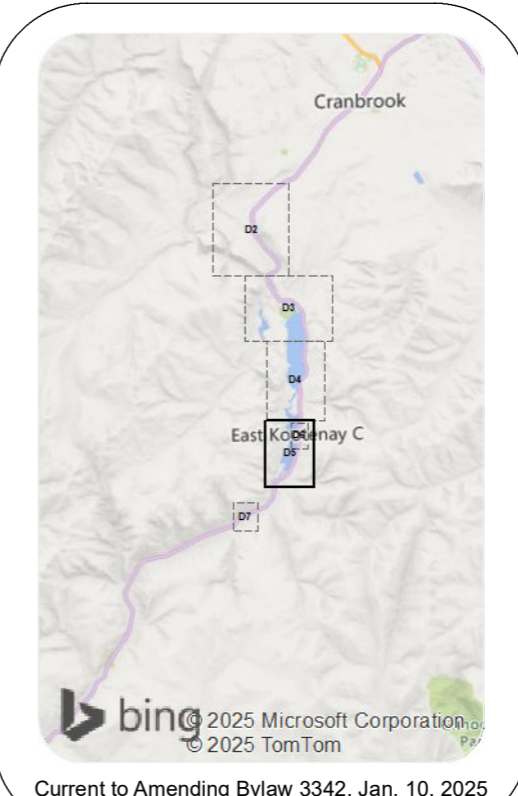 Cranbrook
D2
D3
D4
East Kootenay C
D6
D5
D7
bing
© 2025 Microsoft Corporation
© 2025 TomTom
Current to Amending Bylaw 3342, Jan. 10, 2025